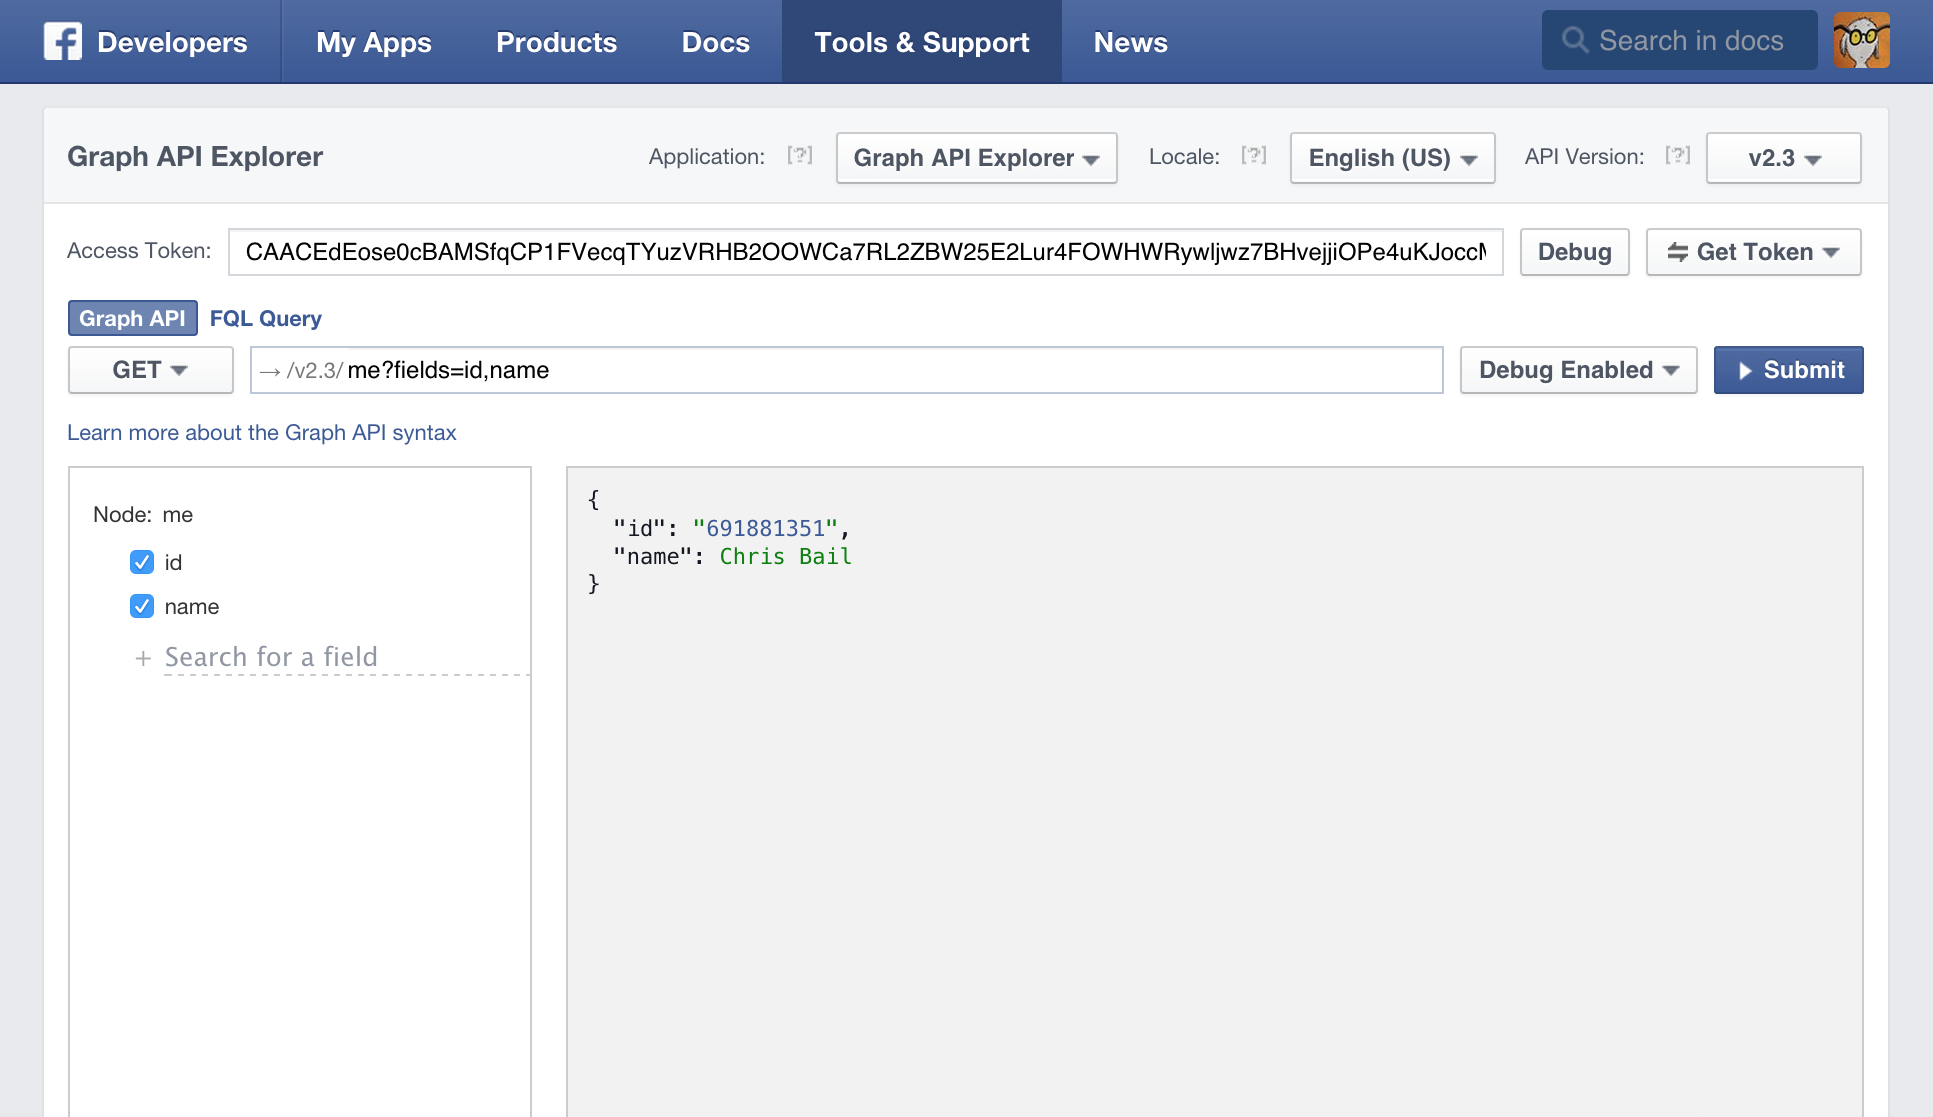 Developers My Apps Products Docs Tools & Support News Search in docs
Graph API Explorer Application: [?] Graph API Explorer Locale: [?] English (US) API Version: [?] v2.3
Access Token: CAACEdEose0cBAMSfqCP1FVecqTYuzVRHB2OOWCa7RL2ZBW25E2Lur4FOWHWRywljwz7BHvejjiOPe4uKJoccM Debug Get Token
Graph API FQL Query
GET → /v2.3/ me?fields=id,name Debug Enabled Submit
Learn more about the Graph API syntax
Node: me
id
name
+ Search for a field
{
"id": "691881351",
"name": Chris Bail
}